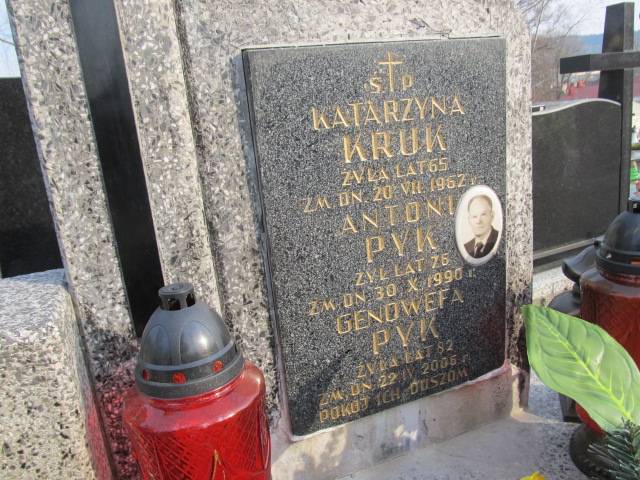 Ś † P
KATARZYNA
KRUK
ŻYŁA LAT 65
ZM. DN. 20. VII. 1962 r.
ANTONI
PYK
ŻYŁ LAT 76
ZM. DN 30. X. 1990 r.
GENOWEFA
PYK
ŻYŁA LAT 82
ZM. DN 22. IV. 2006 r.
POKÓJ ICH DUSZOM